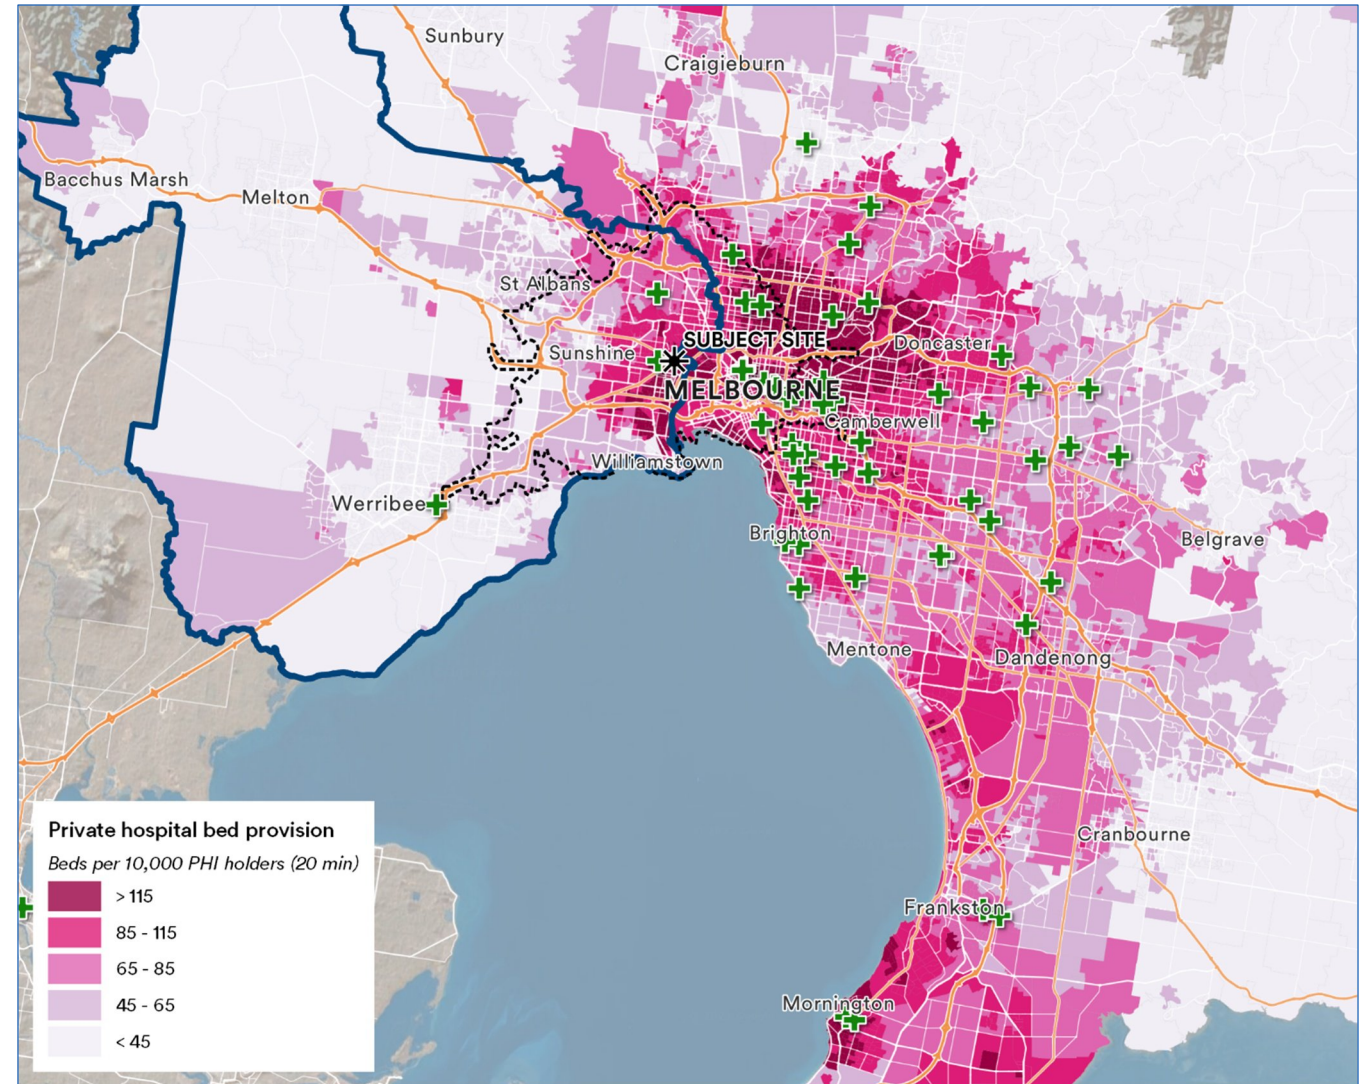 Sunbury
Craigieburn
Bacchus Marsh
Melton
St Albans
SUBJECT SITE
Sunshine
Doncaster
MELBOURNE
Camberwell
Williamstown
Werribee
Brighton
Belgrave
Mentone
Dandenong
Cranbourne
Frankston
Mornington
Private hospital bed provision
Beds per 10,000 PHI holders (20 min)
> 115
85 - 115
65 - 85
45 - 65
< 45